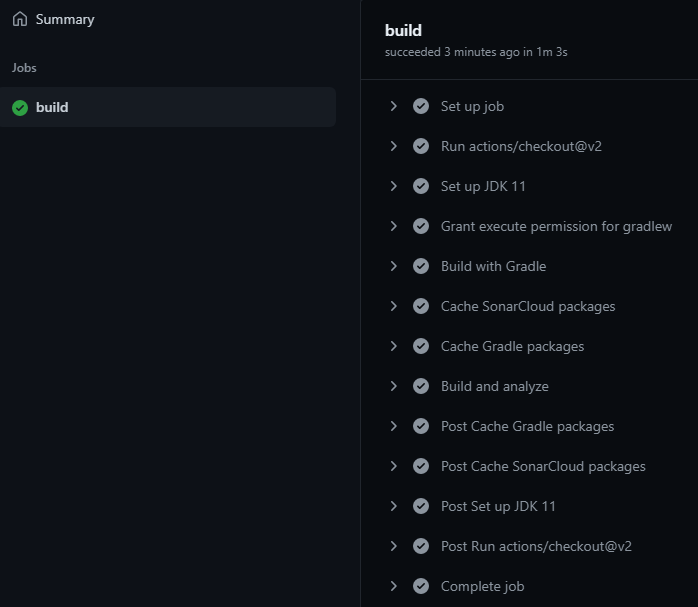 Summary
Jobs
build
build
succeeded 3 minutes ago in 1m 3s
Set up job
Run actions/checkout@v2
Set up JDK 11
Grant execute permission for gradlew
Build with Gradle
Cache SonarCloud packages
Cache Gradle packages
Build and analyze
Post Cache Gradle packages
Post Cache SonarCloud packages
Post Set up JDK 11
Post Run actions/checkout@v2
Complete job